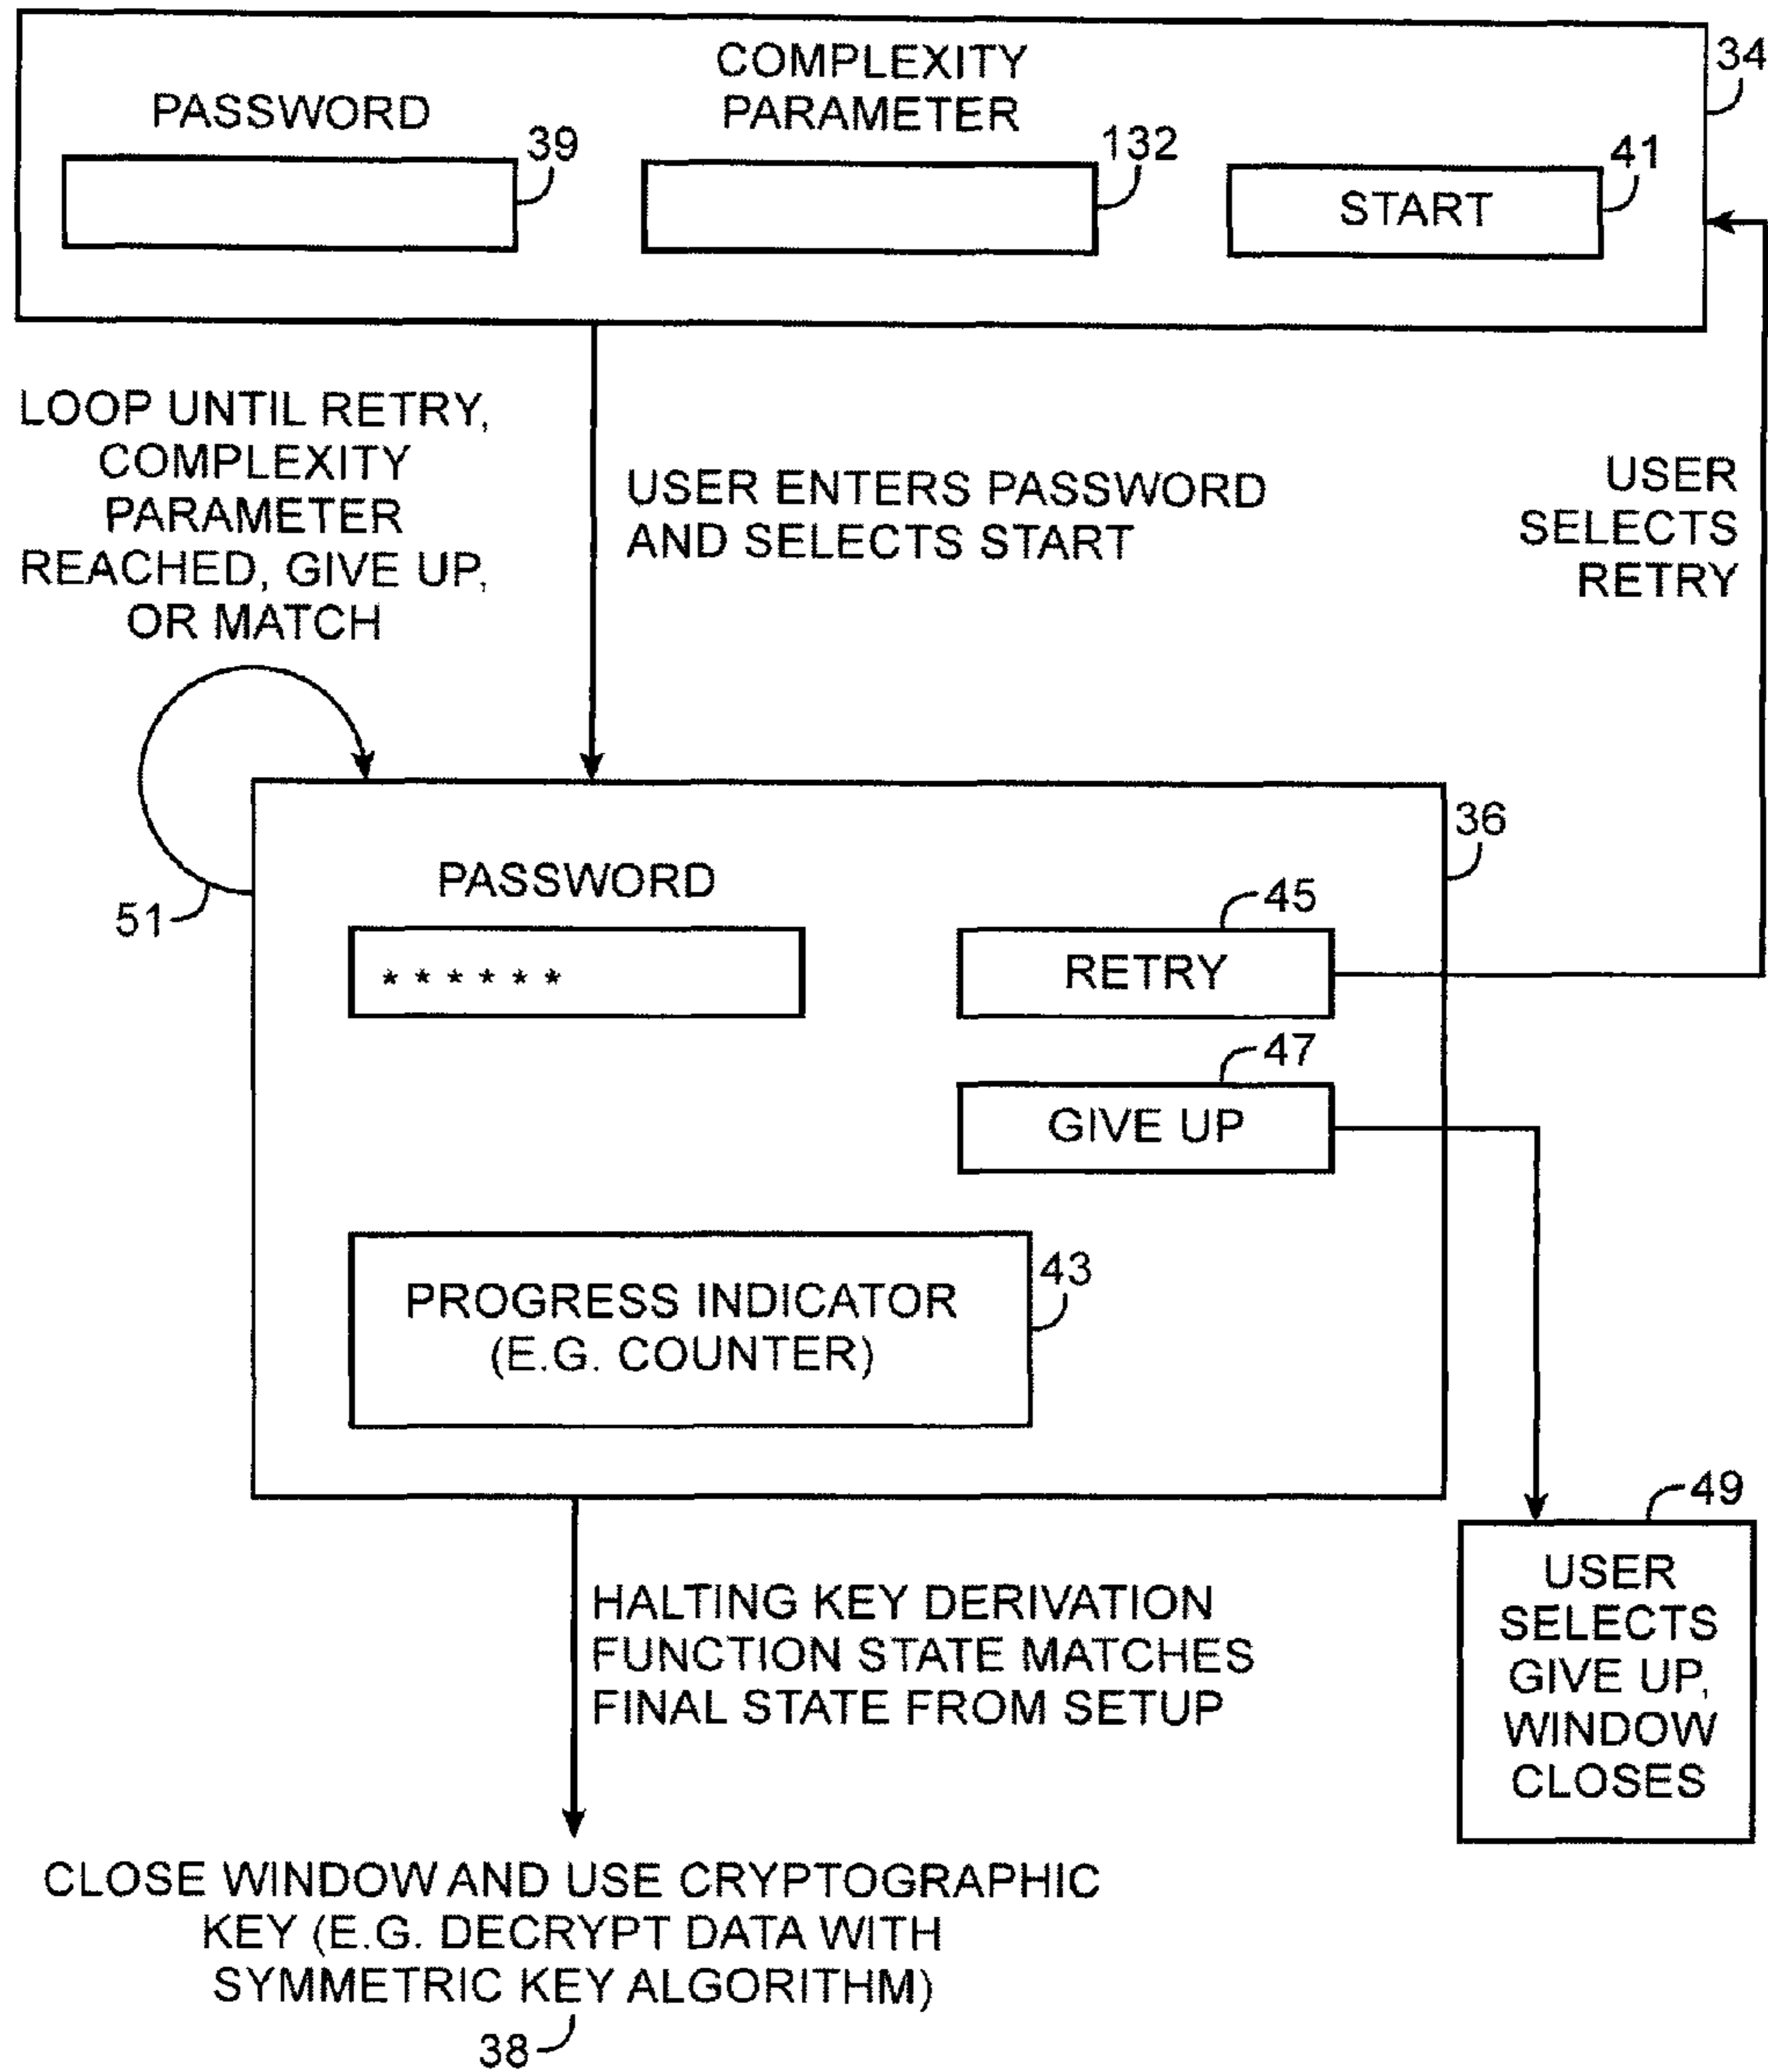 COMPLEXITY
PARAMETER
34
PASSWORD
39
132
41
START
LOOP UNTIL RETRY,
COMPLEXITY
PARAMETER
REACHED, GIVE UP,
OR MATCH
USER ENTERS PASSWORD
AND SELECTS START
USER
SELECTS
RETRY
36
51
PASSWORD
* * * * * *
45
RETRY
47
GIVE UP
43
PROGRESS INDICATOR
(E.G. COUNTER)
49
USER
SELECTS
GIVE UP,
WINDOW
CLOSES
HALTING KEY DERIVATION
FUNCTION STATE MATCHES
FINAL STATE FROM SETUP
CLOSE WINDOW AND USE CRYPTOGRAPHIC
KEY (E.G. DECRYPT DATA WITH
SYMMETRIC KEY ALGORITHM)
38